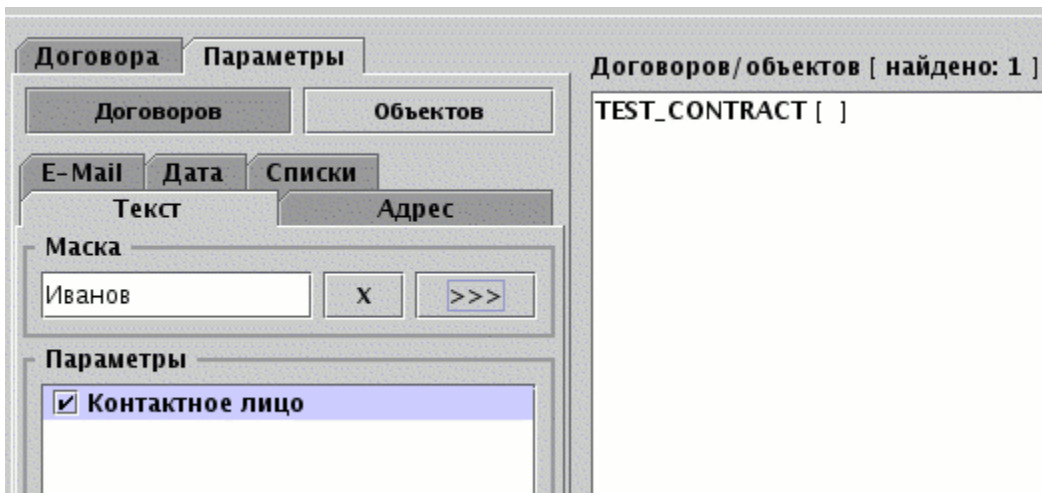 Договора Параметры
Договоров Объектов
E-Mail Дата Списки
Текст Адрес
Маска
Иванов X >>>
Параметры
Контактное лицо
Договоров/объектов [ найдено: 1 ]
TEST_CONTRACT [ ]